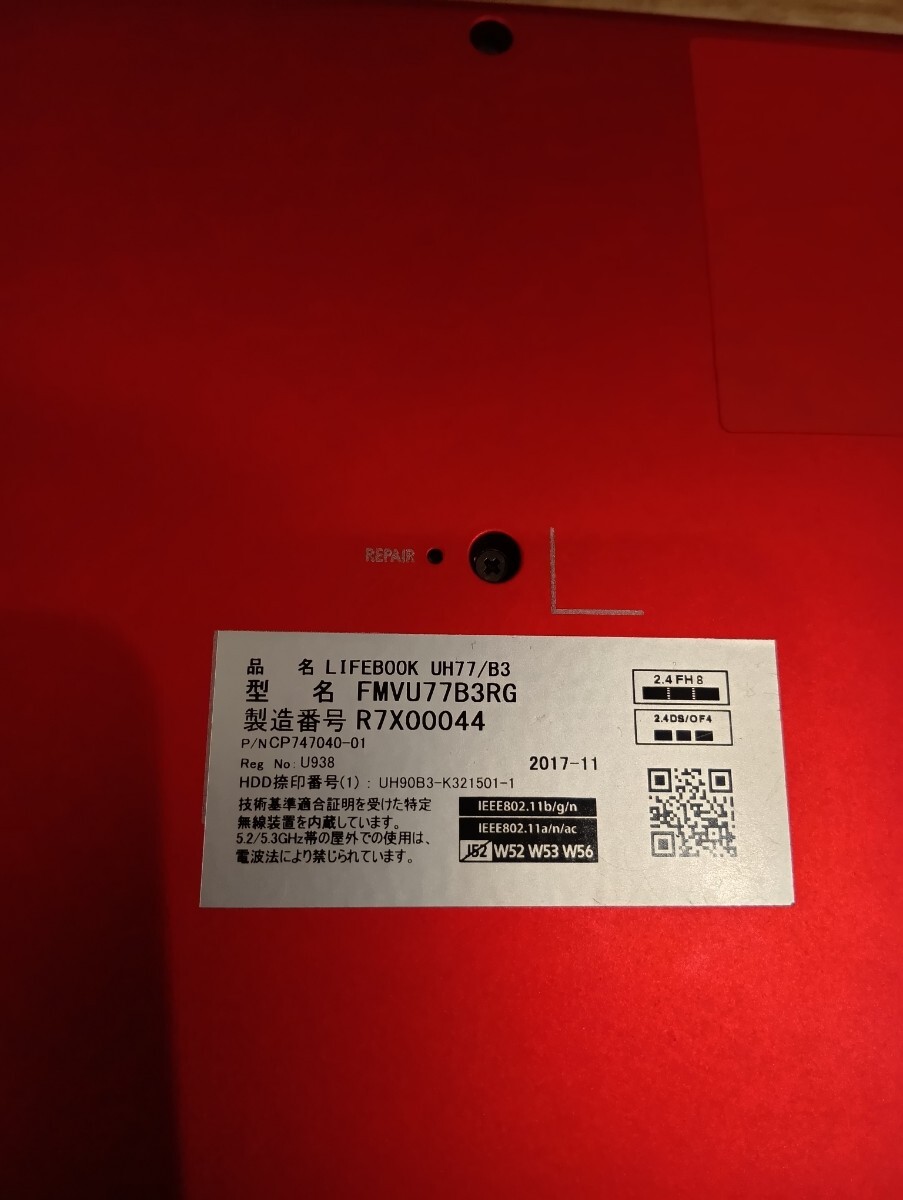 REPAIR
品 名 LIFEBOOK UH77/B3
型 名 FMVU77B3RG
製造番号 R7X00044
P/N CP747040-01
Reg No: U938 2017-11
HDD捺印番号(1) : UH90B3-K321501-1
技術基準適合証明を受けた特定
無線装置を内蔵しています。
5.2/5.3GHz帯の屋外での使用は、
電波法により禁じられています。
IEEE802.11b/g/n
IEEE802.11a/n/ac
J52 W52 W53 W56
2.4FH8
2.4DS/OF4